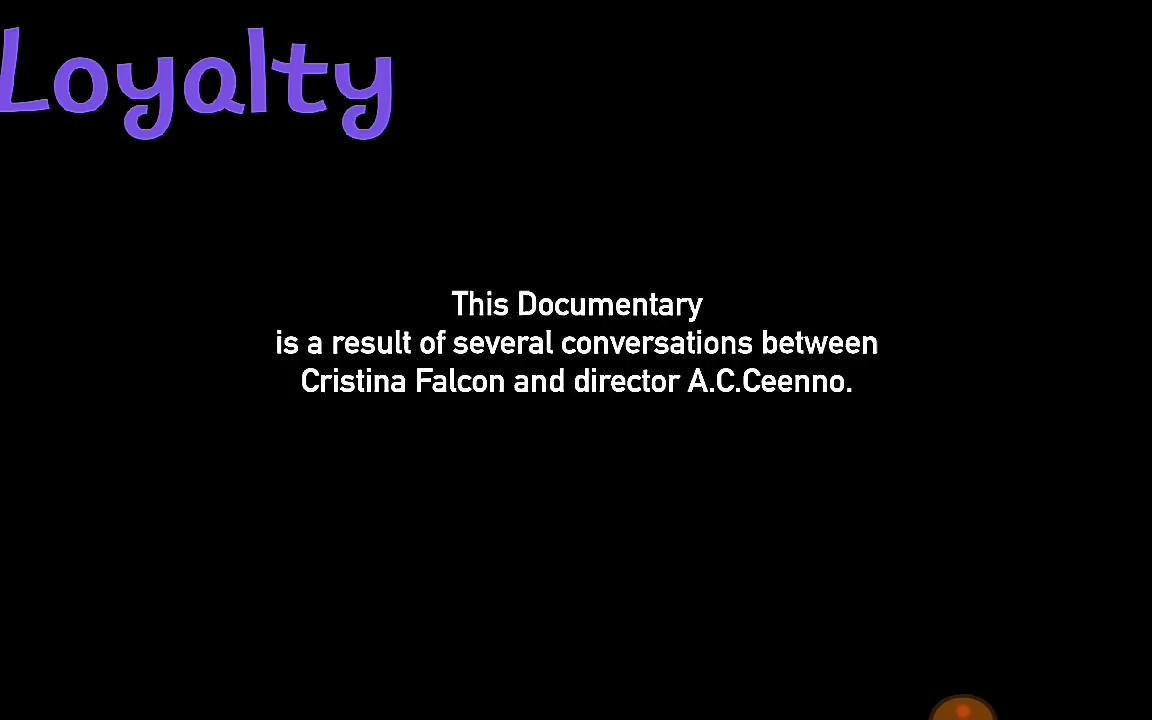 Loyalty
This Documentary
is a result of several conversations between
Cristina Falcon and director A.C.Ceenno.